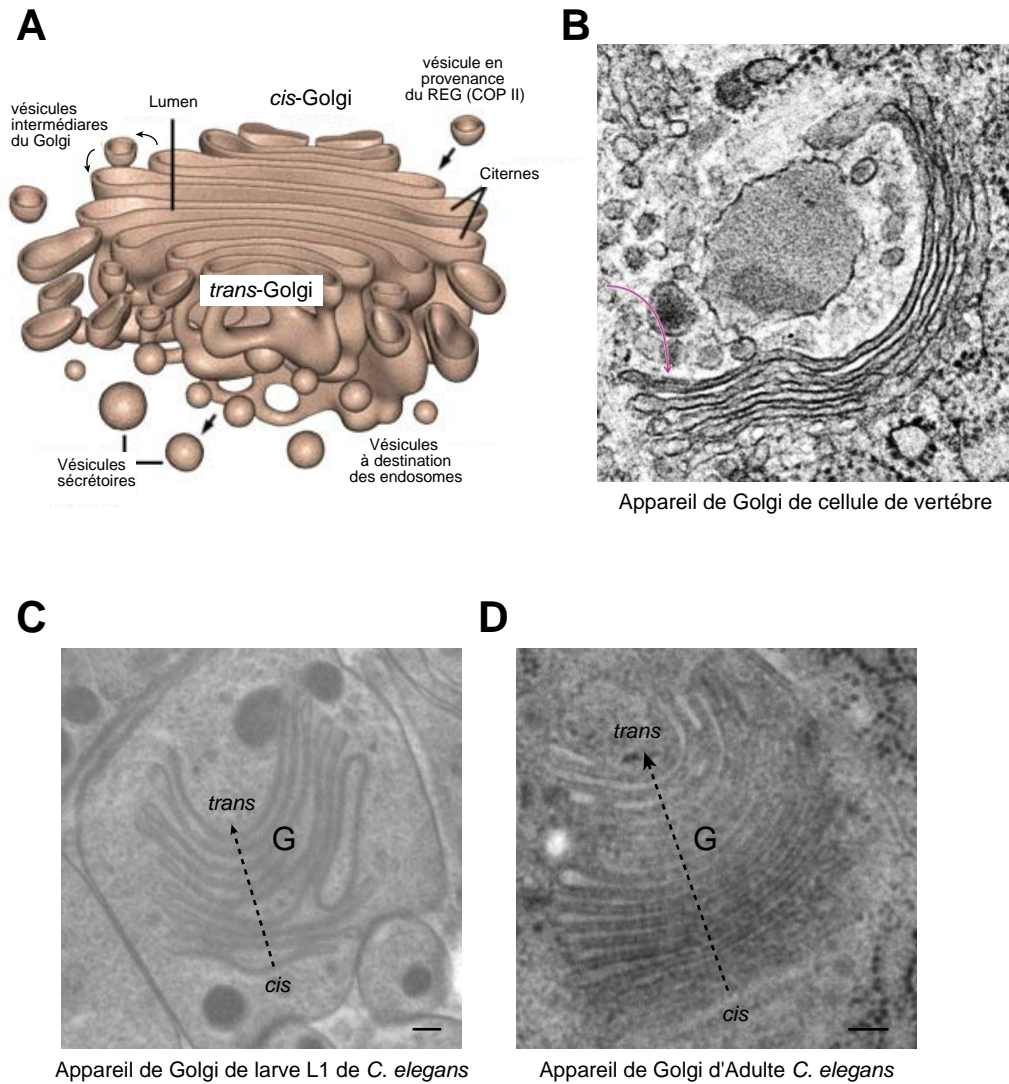 A
B
vésicules
intermédiares
du Golgi
Lumen
cis-Golgi
vésicule en
provenance
du REG (COP II)
Citernes
trans-Golgi
Vésicules
sécrétoires
Vésicules
à destination
des endosomes
Appareil de Golgi de cellule de vertébre
C
D
trans
G
cis
trans
G
cis
Appareil de Golgi de larve L1 de C. elegans
Appareil de Golgi d'Adulte C. elegans